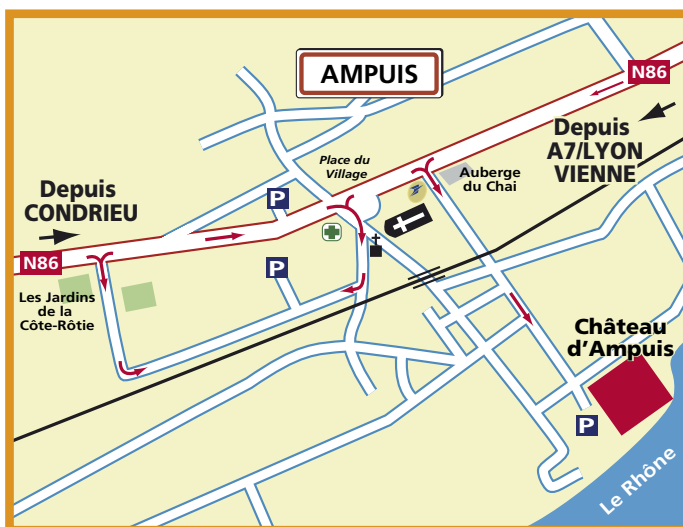 AMPUIS
N86
Depuis
A7/LYON
VIENNE
Place du
Village
Auberge
du Chai
Depuis
CONDRIEU
P
N86
P
Les Jardins
de la
Côte-Rôtie
Château
d'Ampuis
P
Le Rhône